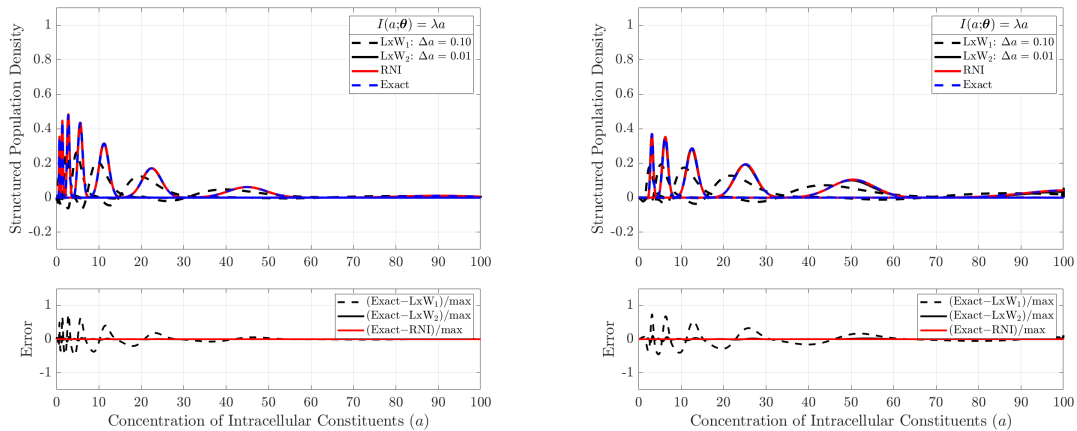 I(a;θ) = λa
LxW₁: Δa = 0.10
LxW₂: Δa = 0.01
RNI
Exact
Structured Population Density
1
0.8
0.6
0.4
0.2
0
-0.2
0 10 20 30 40 50 60 70 80 90 100
(Exact−LxW₁)/max
(Exact−LxW₂)/max
(Exact−RNI)/max
Error
1
0
-1
0 10 20 30 40 50 60 70 80 90 100
Concentration of Intracellular Constituents (a)
I(a;θ) = λa
LxW₁: Δa = 0.10
LxW₂: Δa = 0.01
RNI
Exact
Structured Population Density
1
0.8
0.6
0.4
0.2
0
-0.2
0 10 20 30 40 50 60 70 80 90 100
(Exact−LxW₁)/max
(Exact−LxW₂)/max
(Exact−RNI)/max
Error
1
0
-1
0 10 20 30 40 50 60 70 80 90 100
Concentration of Intracellular Constituents (a)